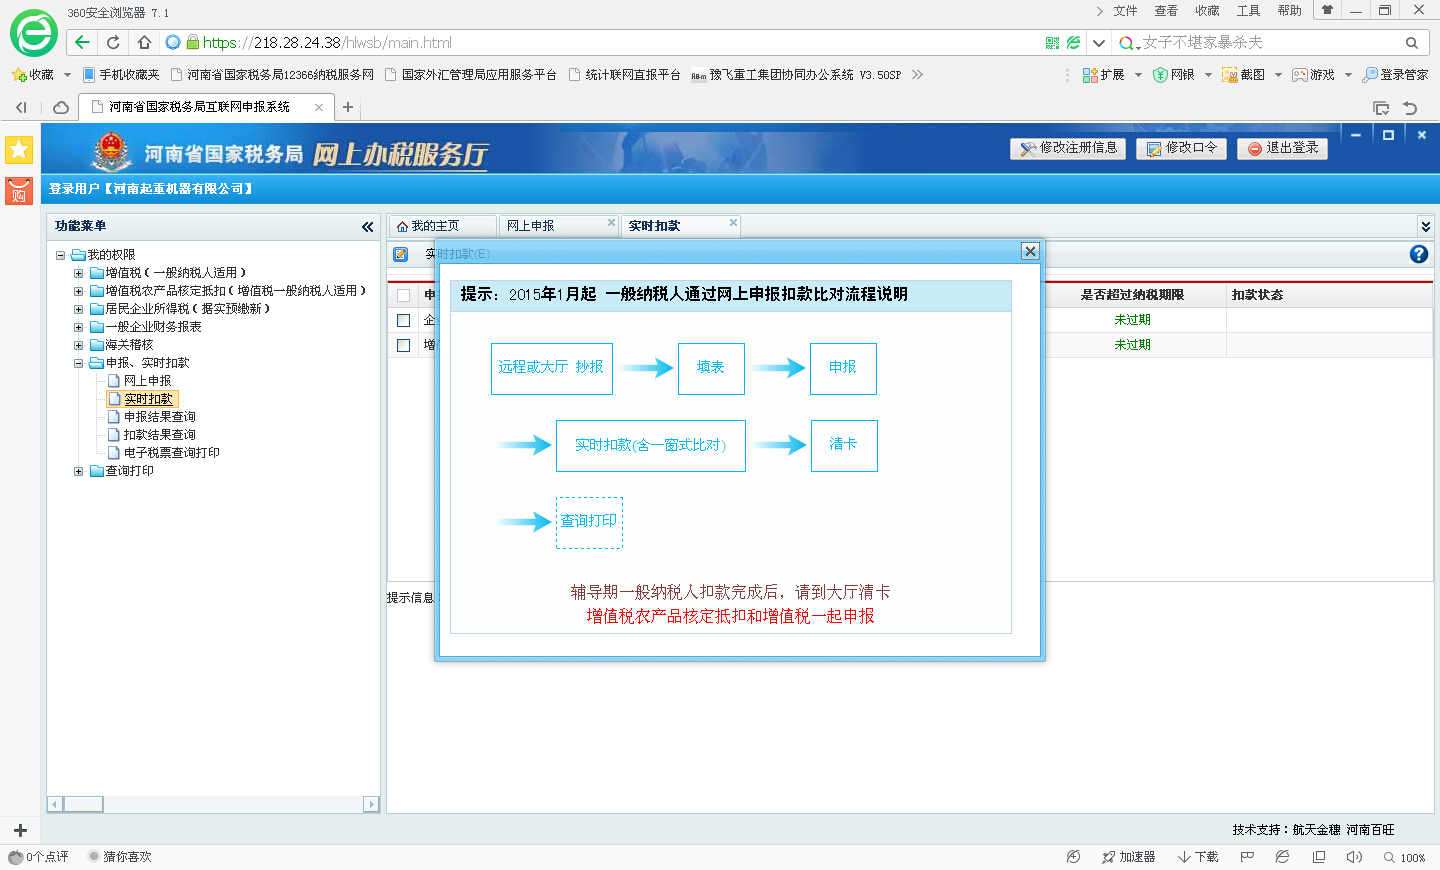 360安全浏览器 7.1
文件 查看 收藏 工具 帮助
https://218.28.24.38/hlwsb/main.html
女子不堪家暴杀夫
收藏 手机收藏夹 河南省国家税务局12366纳税服务网 国家外汇管理局应用服务平台 统计联网直报平台 豫飞重工集团协同办公系统 V3.50SP
扩展 网银 截图 游戏 登录管家
河南省国家税务局互联网申报系统
购
河南省国家税务局 网上办税服务厅
修改注册信息 修改口令 退出登录
登录用户【河南起重机器有限公司】
功能菜单
我的主页 网上申报 实时扣款
我的权限
增值税（一般纳税人适用）
增值税农产品核定抵扣（增值税一般纳税人适用）
居民企业所得税（据实预缴新）
一般企业财务报表
海关稽核
申报、实时扣款
网上申报
实时扣款
申报结果查询
扣款结果查询
电子税票查询打印
查询打印
实时扣款(E)
申 是否超过纳税期限 扣款状态
企 未过期
增 未过期
提示：2015年1月起 一般纳税人通过网上申报扣款比对流程说明
远程或大厅 抄报 填表 申报
实时扣款(含一窗式比对) 清卡
查询打印
辅导期一般纳税人扣款完成后，请到大厅清卡
增值税农产品核定抵扣和增值税一起申报
提示信息
技术支持：航天金穗 河南百旺
0个点评 猜你喜欢
加速器 下载 100%